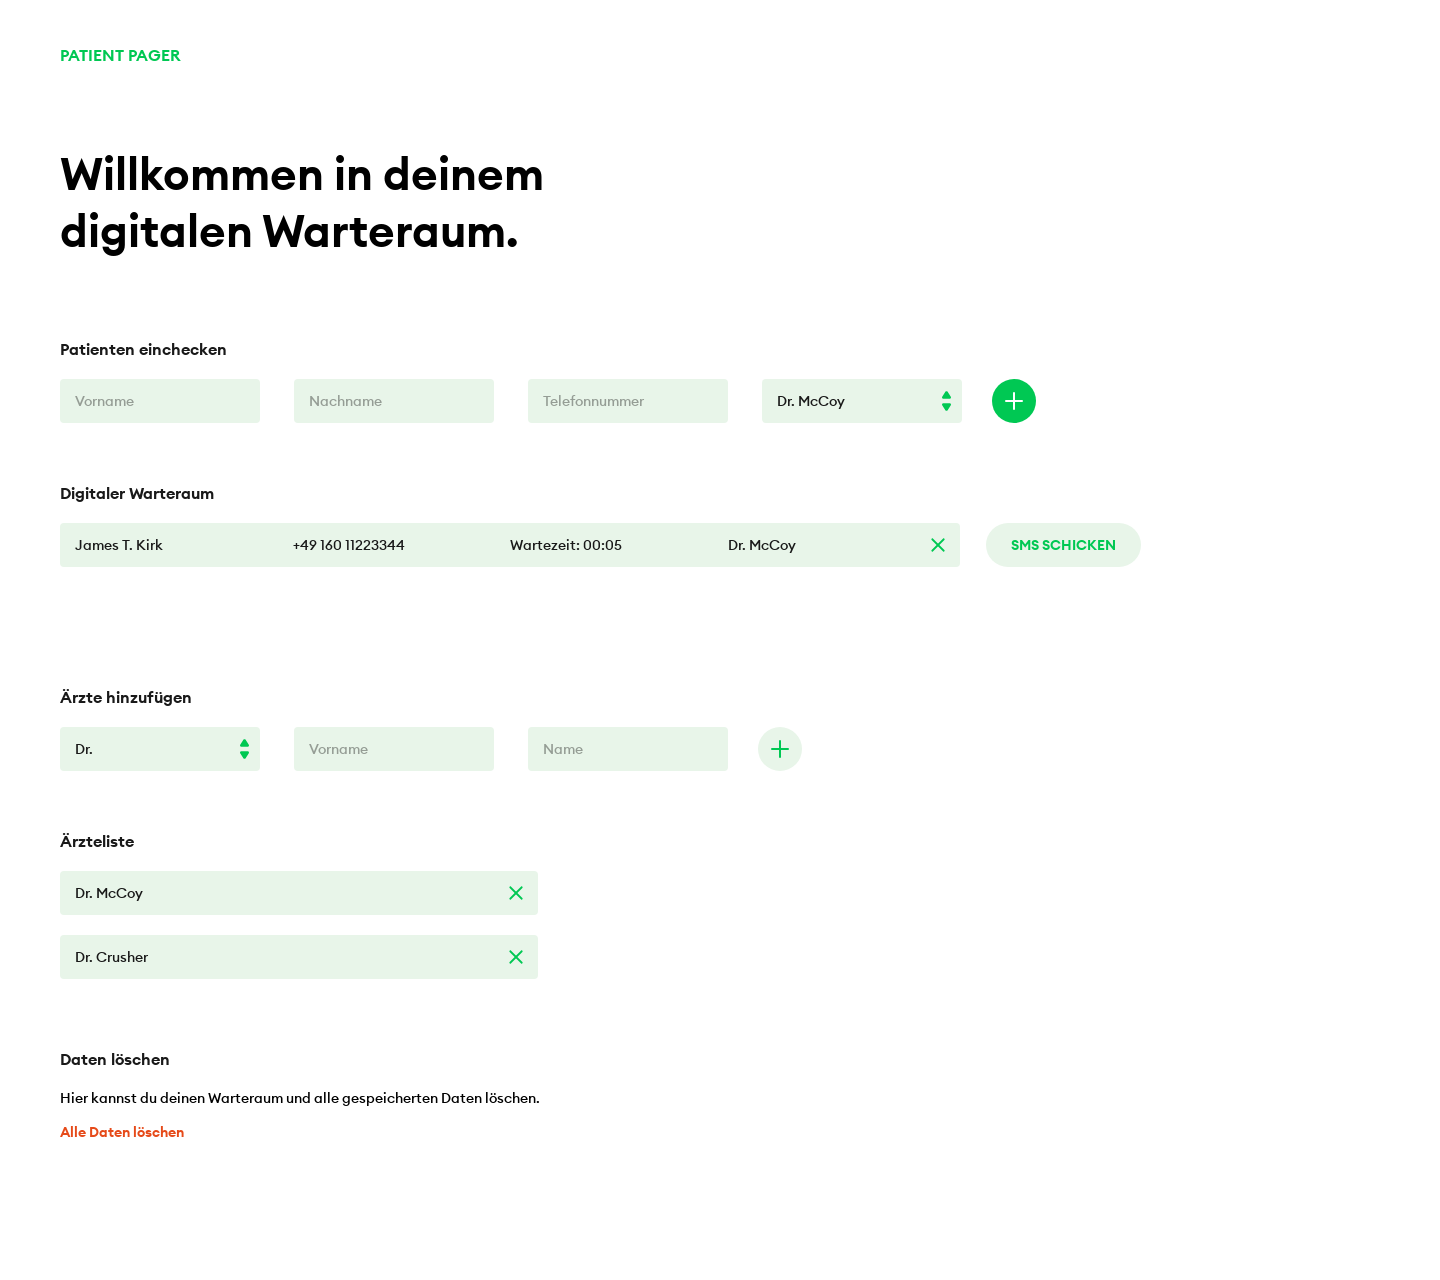 PATIENT PAGER
Willkommen in deinem
digitalen Warteraum.
Patienten einchecken
Vorname Nachname Telefonnummer Dr. McCoy
Digitaler Warteraum
James T. Kirk +49 160 11223344 Wartezeit: 00:05 Dr. McCoy SMS SCHICKEN
Ärzte hinzufügen
Dr. Vorname Name
Ärzteliste
Dr. McCoy
Dr. Crusher
Daten löschen
Hier kannst du deinen Warteraum und alle gespeicherten Daten löschen.
Alle Daten löschen